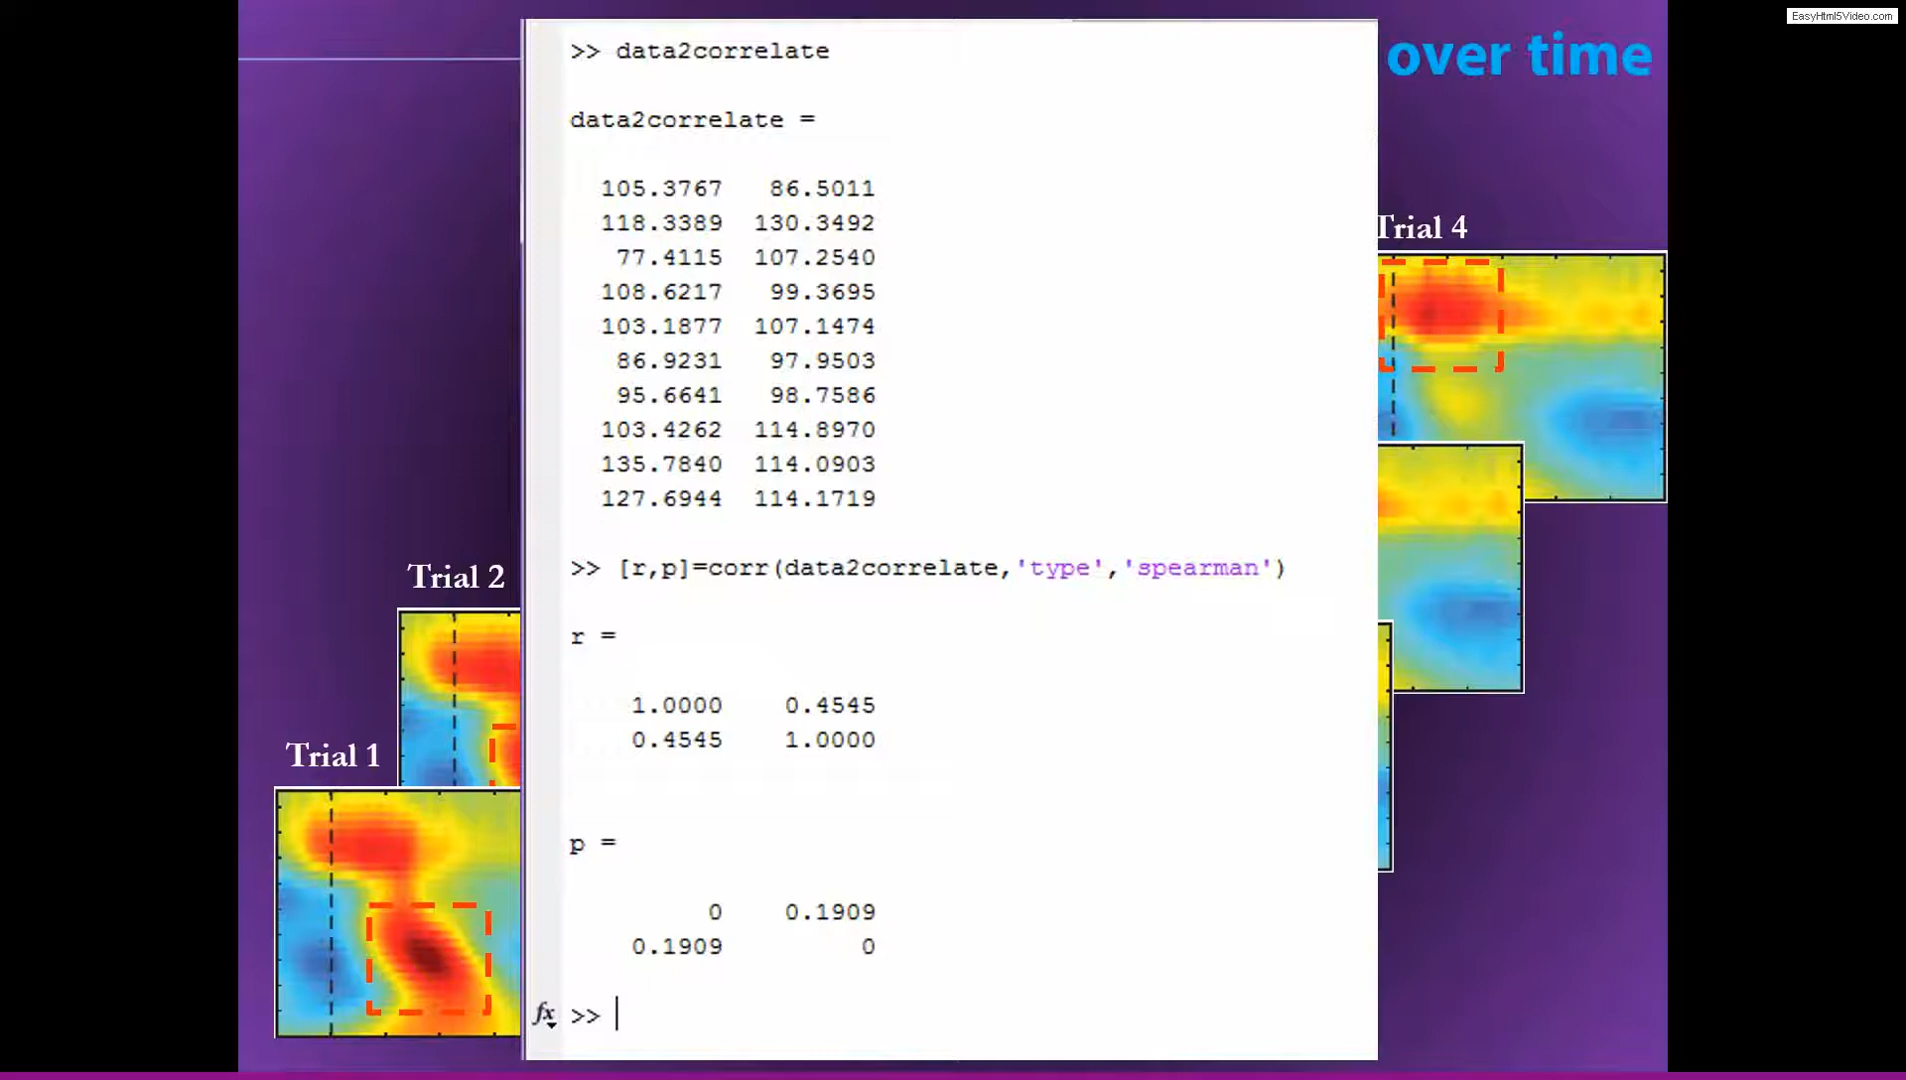 EasyHtml5Video.com
over time
>> data2correlate
data2correlate =
105.3767 86.5011
118.3389 130.3492
77.4115 107.2540
108.6217 99.3695
103.1877 107.1474
86.9231 97.9503
95.6641 98.7586
103.4262 114.8970
135.7840 114.0903
127.6944 114.1719
>> [r,p]=corr(data2correlate,'type','spearman')
r =
1.0000 0.4545
0.4545 1.0000
p =
0 0.1909
0.1909 0
fx >>
Trial 4
Trial 2
Trial 1